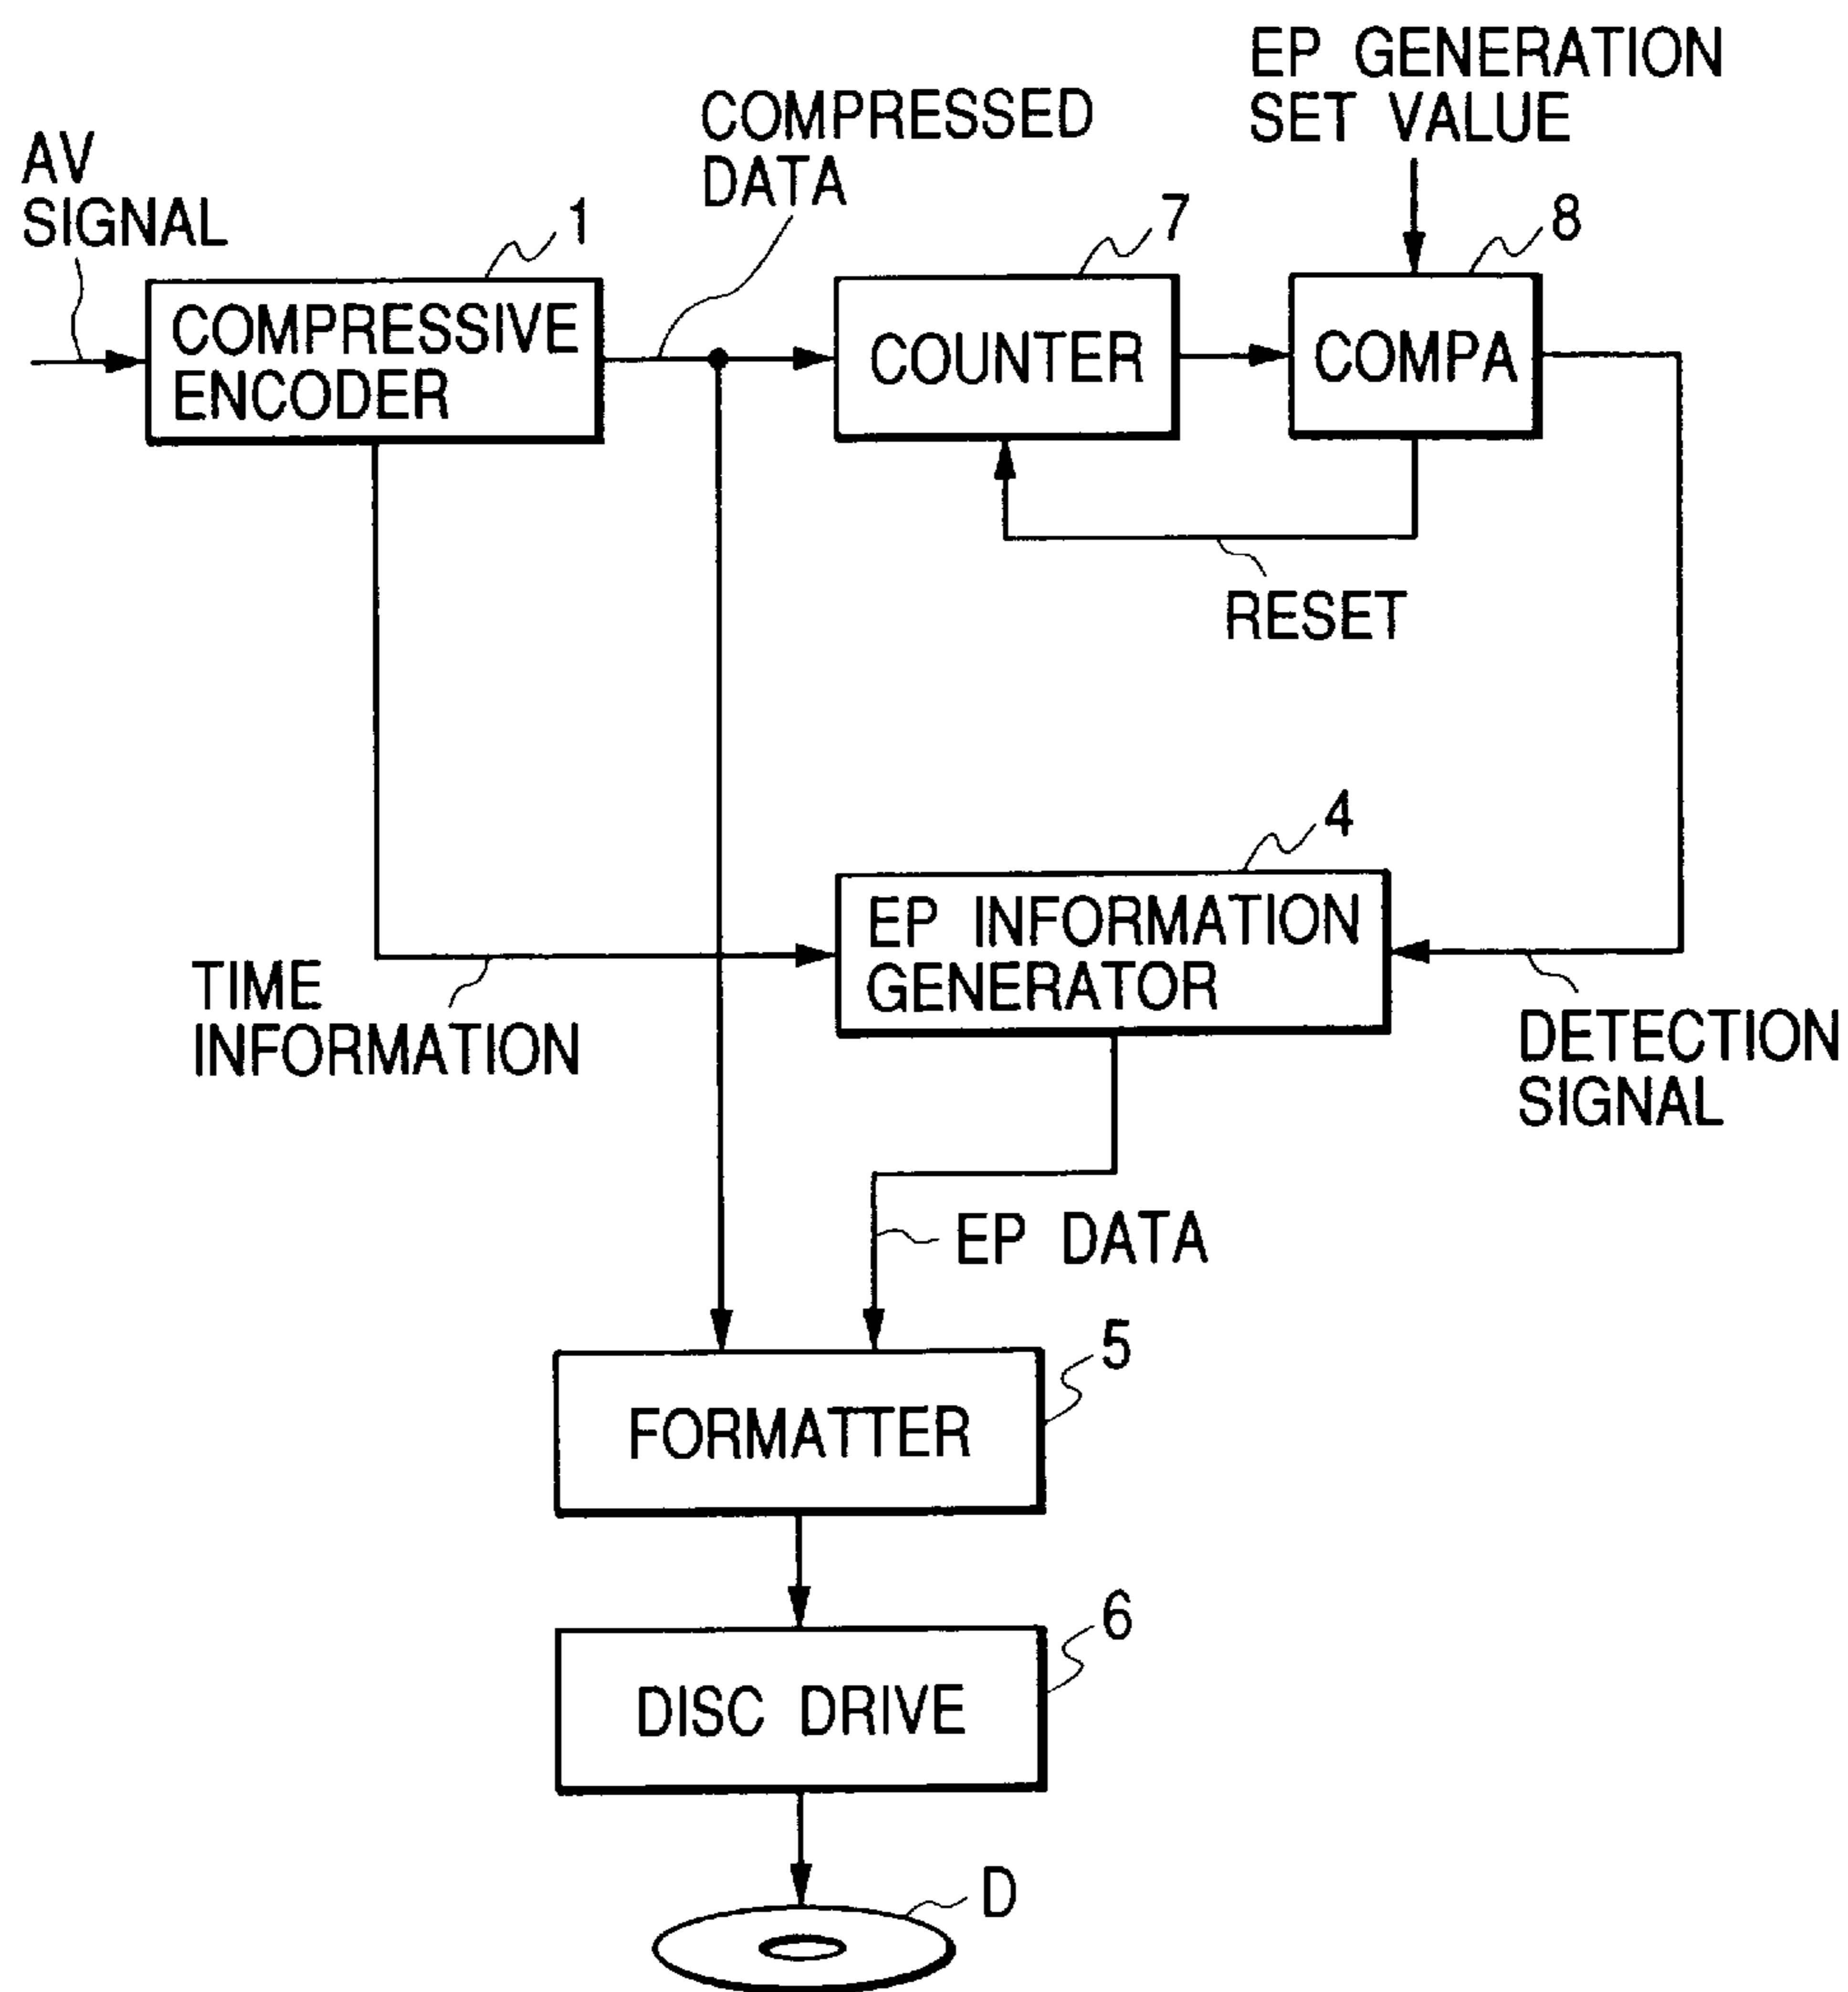 EP GENERATION
SET VALUE
COMPRESSED
DATA
AV
SIGNAL
1
7
8
COMPRESSIVE
ENCODER
COUNTER
COMPA
RESET
4
EP INFORMATION
GENERATOR
TIME
INFORMATION
DETECTION
SIGNAL
EP DATA
5
FORMATTER
6
DISC DRIVE
D